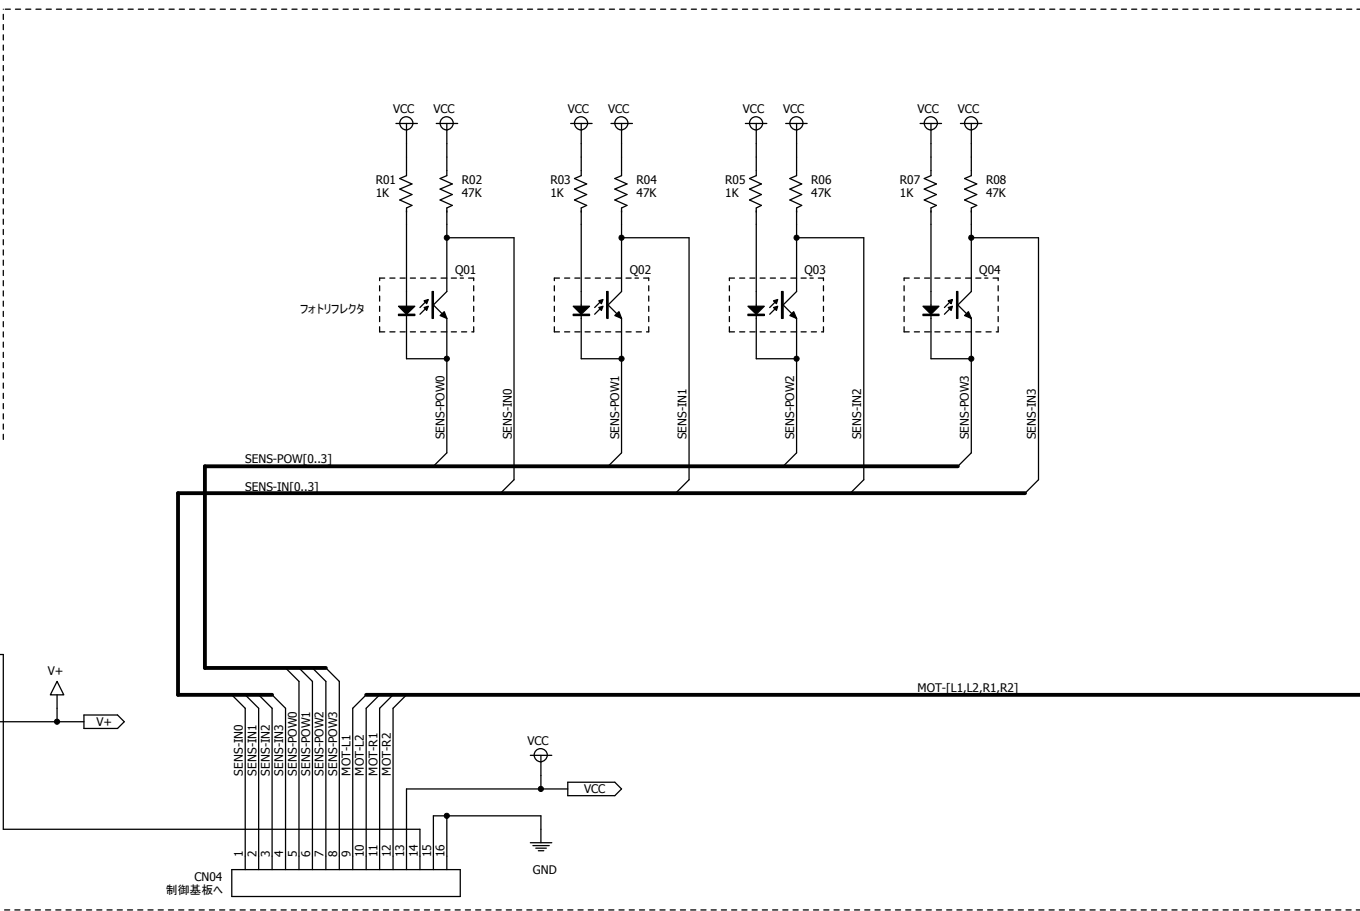 VCC VCC VCC VCC VCC VCC VCC VCC
R01 R02 R03 R04 R05 R06 R07 R08
1K 47K 1K 47K 1K 47K 1K 47K
Q01 Q02 Q03 Q04
フォトリフレクタ
SENS-POW0 SENS-IN0 SENS-POW1 SENS-IN1 SENS-POW2 SENS-IN2 SENS-POW3 SENS-IN3
SENS-POW[0..3]
SENS-IN[0..3]
V+
MOT-[L1,L2,R1,R2]
V+
SENS-IN0
SENS-IN1
SENS-IN2
SENS-IN3
SENS-POW0
SENS-POW1
SENS-POW2
SENS-POW3
MOT-L1
MOT-L2
MOT-R1
MOT-R2
VCC
VCC
1 2 3 4 5 6 7 8 9 10 11 12 13 14 15 16
GND
CN04
制御基板へ